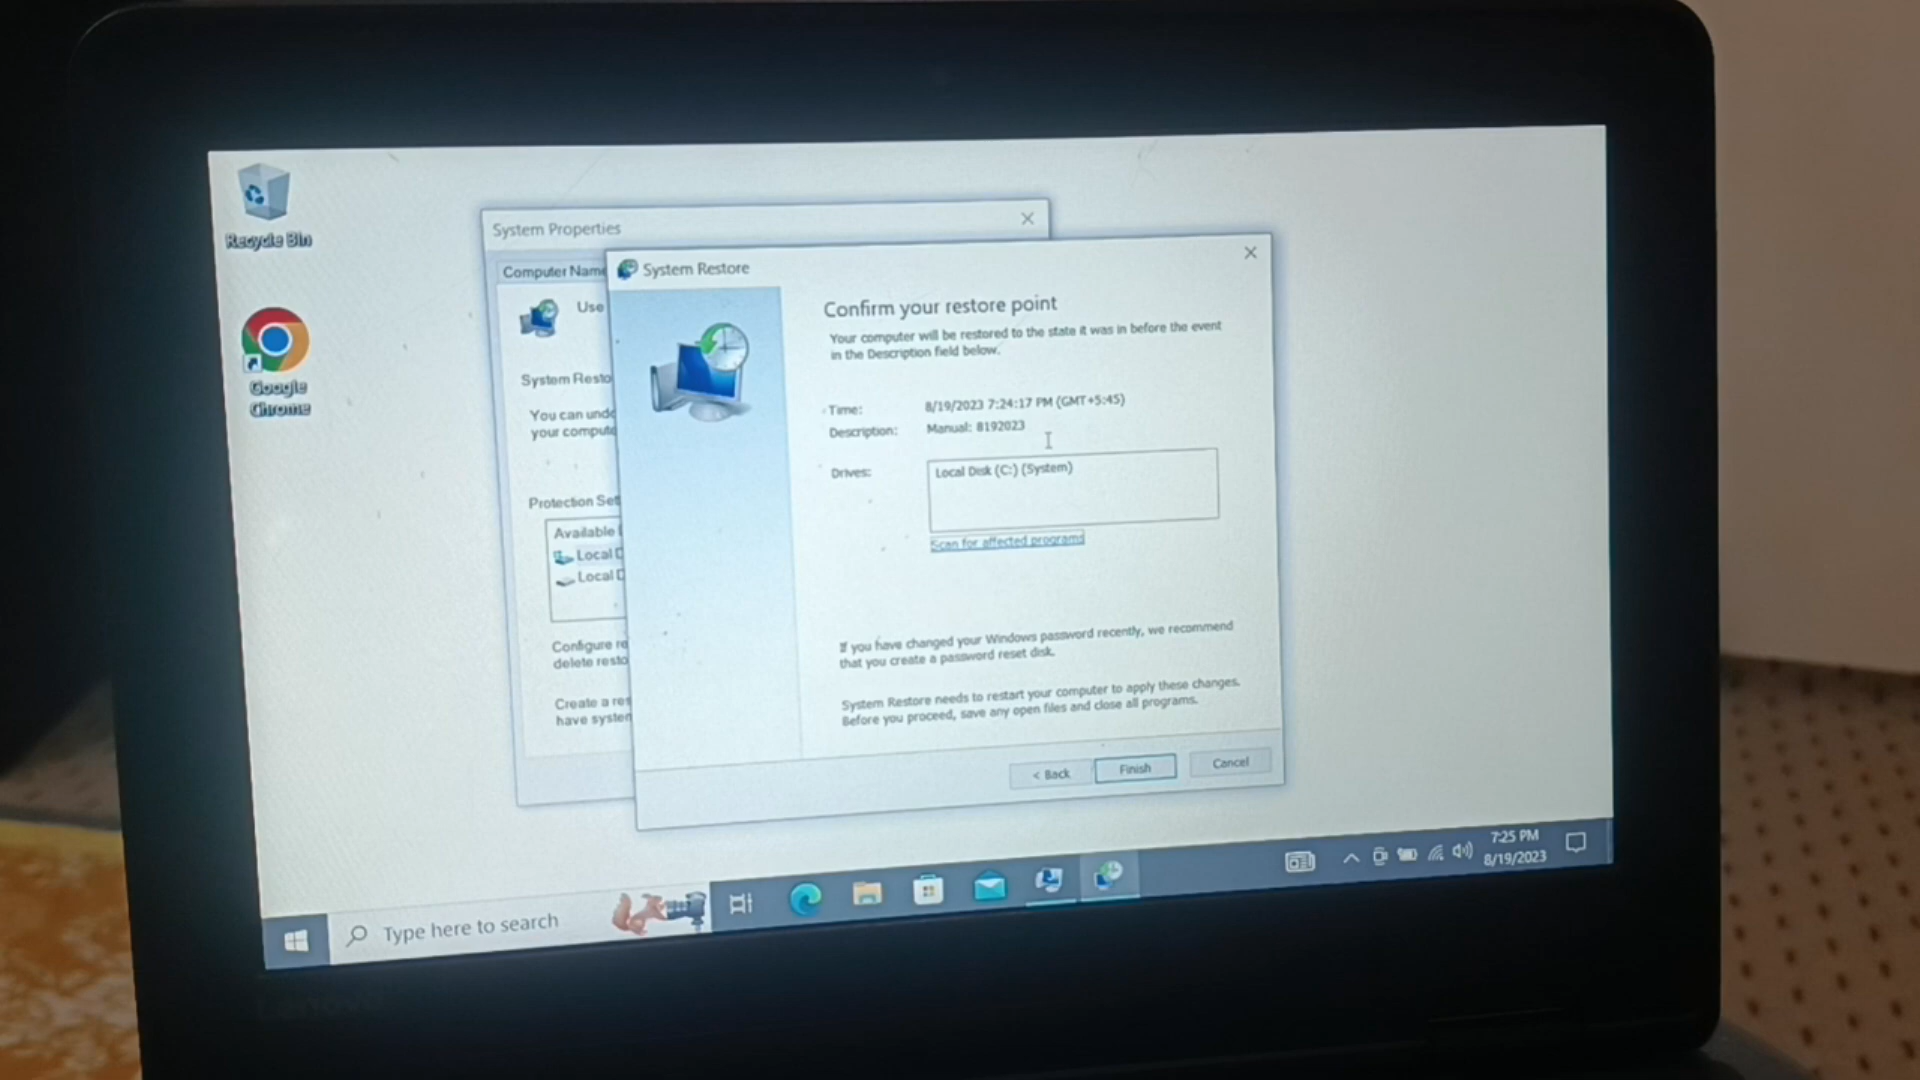 Recycle Bin
Google
Chrome
System Properties
Computer Name
Use
System Resto
You can undo
your compute
Protection Set
Available
Local D
Local D
Configure re
delete resto
Create a res
have system
System Restore
Confirm your restore point
Your computer will be restored to the state it was in before the event
in the Description field below.
Time: 8/19/2023 7:24:17 PM (GMT+5:45)
Description: Manual: 8192023
Drives: Local Disk (C:) (System)
Scan for affected programs
If you have changed your Windows password recently, we recommend
that you create a password reset disk.
System Restore needs to restart your computer to apply these changes.
Before you proceed, save any open files and close all programs.
< Back Finish Cancel
Type here to search
7:25 PM
8/19/2023